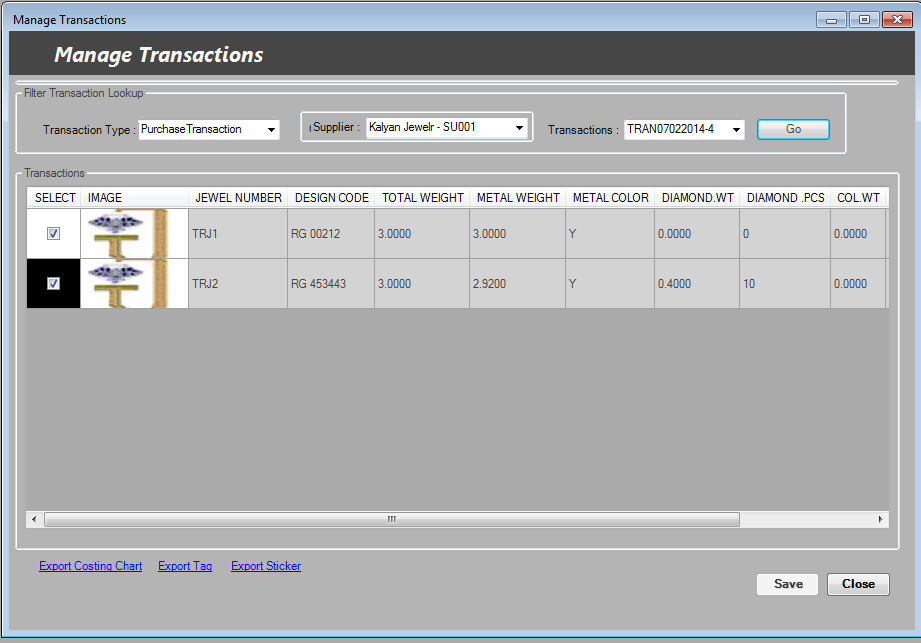 Manage Transactions
Manage Transactions
Filter Transaction Lookup
Transaction Type : PurchaseTransaction Supplier : Kalyan Jewelr - SU001 Transactions : TRAN07022014-4 Go
Transactions
SELECT IMAGE JEWEL NUMBER DESIGN CODE TOTAL WEIGHT METAL WEIGHT METAL COLOR DIAMOND.WT DIAMOND .PCS COL.WT
TRJ1 RG 00212 3.0000 3.0000 Y 0.0000 0 0.0000
TRJ2 RG 453443 3.0000 2.9200 Y 0.4000 10 0.0000
Export Costing Chart Export Tag Export Sticker
Save Close